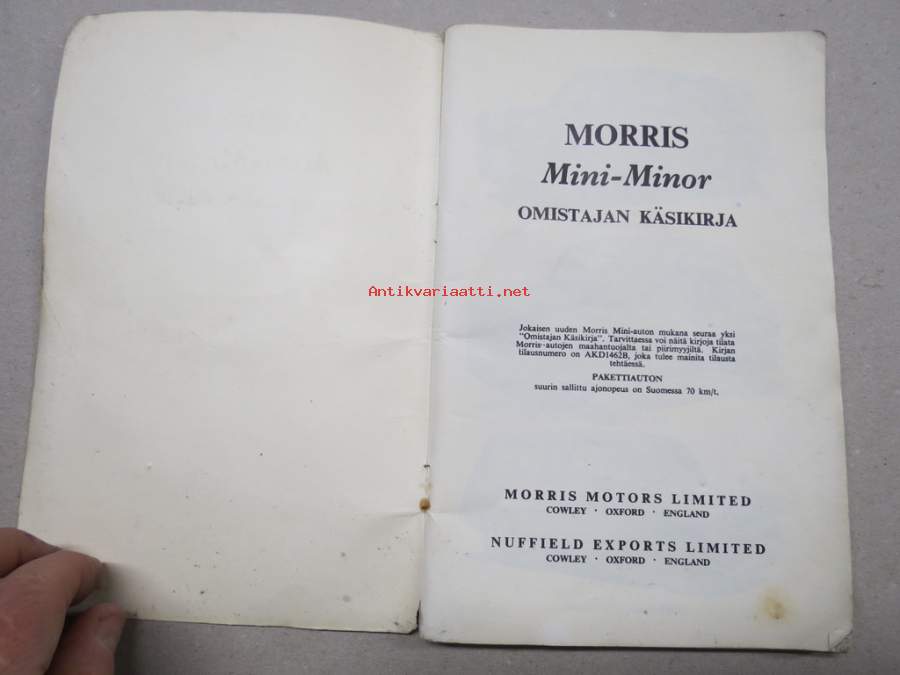 MORRIS
Mini-Minor
OMISTAJAN KÄSIKIRJA
Antikvariaatti.net
Jokaisen uuden Morris Mini-auton mukana seuraa yksi
"Omistajan Käsikirja". Tarvittaessa voi näitä kirjoja tilata
Morris-autojen maahantuojalta tai piirimyyjiltä. Kirjan
tilausnumero on AKD1462B, joka tulee mainita tilausta
tehtäessä.
PAKETTIAUTON
suurin sallittu ajonopeus on Suomessa 70 km/t.
MORRIS MOTORS LIMITED
COWLEY · OXFORD · ENGLAND
NUFFIELD EXPORTS LIMITED
COWLEY · OXFORD · ENGLAND